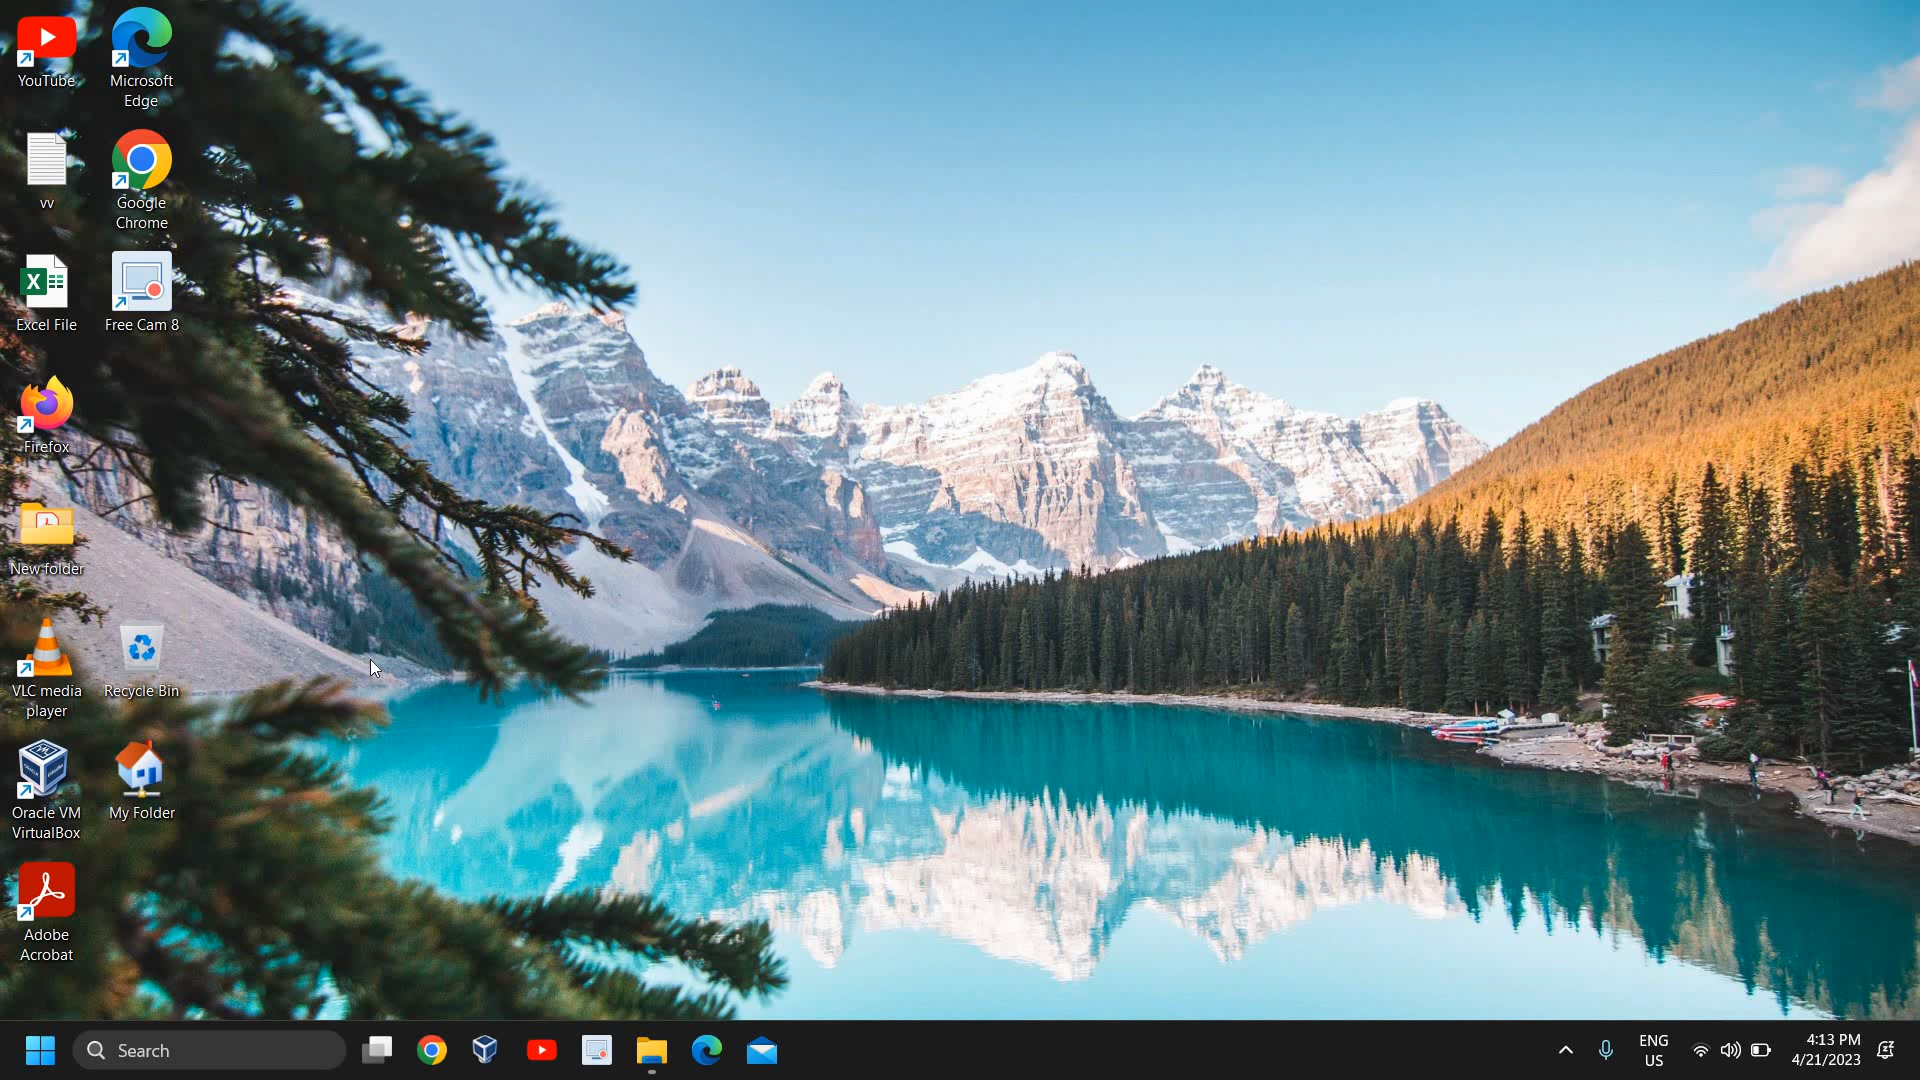 YouTube
Microsoft
Edge
vv
Google
Chrome
Excel File
Free Cam 8
Firefox
New folder
VLC media
player
Recycle Bin
Oracle VM
VirtualBox
My Folder
Adobe
Acrobat
Search
ENG
US
4:13 PM
4/21/2023